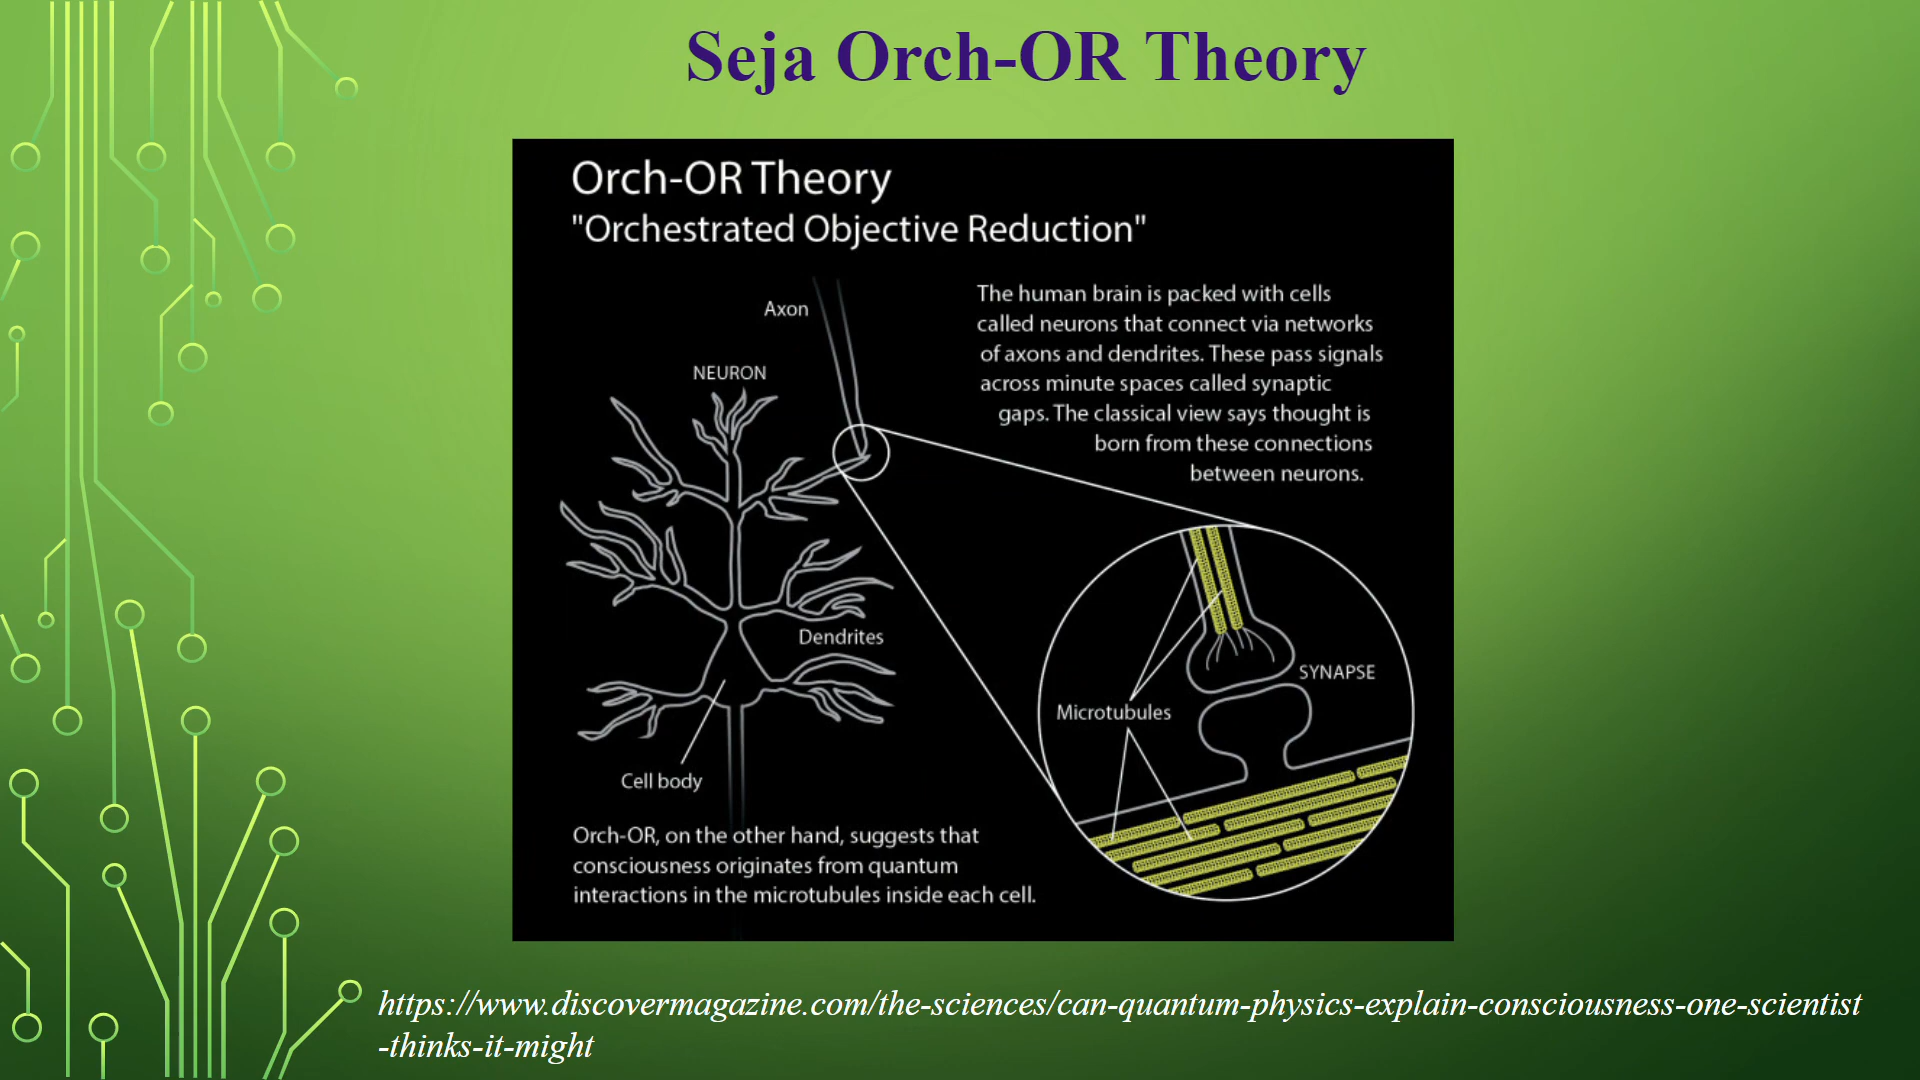 Seja Orch-OR Theory
Orch-OR Theory
"Orchestrated Objective Reduction"
Axon
NEURON
The human brain is packed with cells
called neurons that connect via networks
of axons and dendrites. These pass signals
across minute spaces called synaptic
gaps. The classical view says thought is
born from these connections
between neurons.
Dendrites
SYNAPSE
Microtubules
Cell body
Orch-OR, on the other hand, suggests that
consciousness originates from quantum
interactions in the microtubules inside each cell.
https://www.discovermagazine.com/the-sciences/can-quantum-physics-explain-consciousness-one-scientist
-thinks-it-might